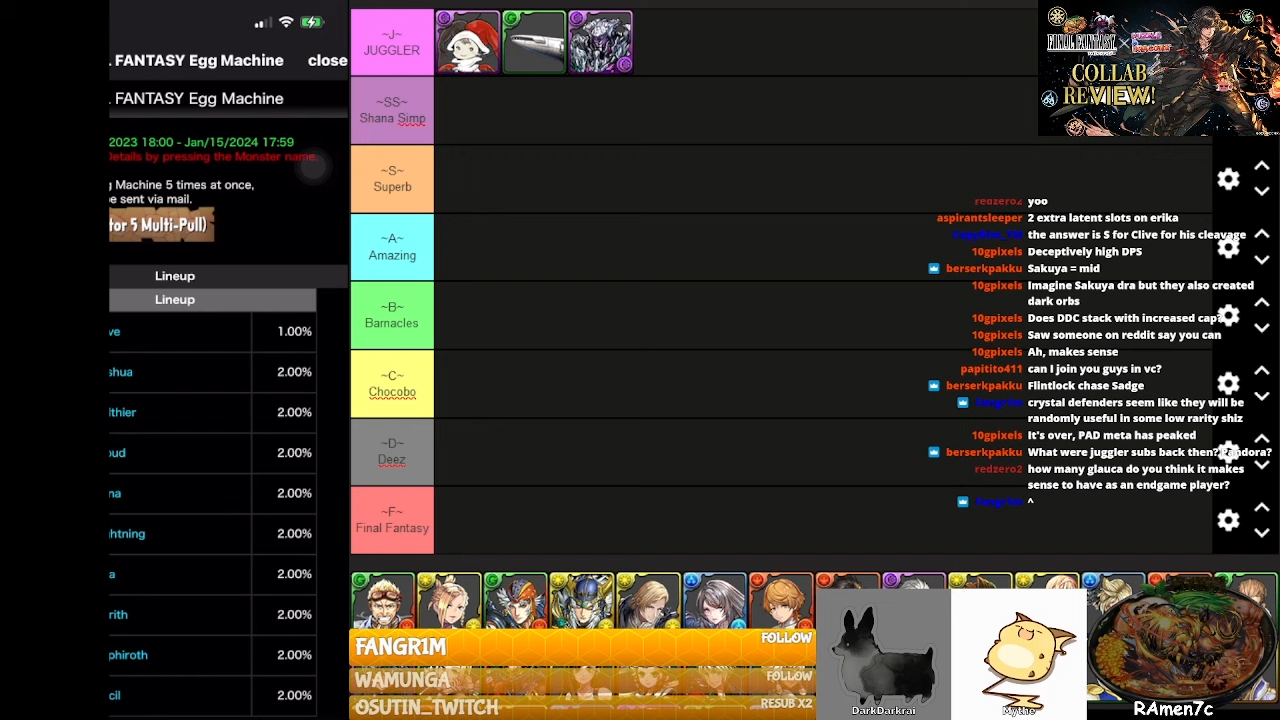 FANTASY Egg Machine close
FANTASY Egg Machine
2023 18:00 - Jan/15/2024 17:59
Details by pressing the Monster name.
Machine 5 times at once,
be sent via mail.
for 5 Multi-Pull)
Lineup
Lineup
ve 1.00%
shua 2.00%
lthier 2.00%
oud 2.00%
na 2.00%
ghtning 2.00%
a 2.00%
rith 2.00%
phiroth 2.00%
cil 2.00%
~J~
JUGGLER
~SS~
Shana Simp
~S~
Superb
~A~
Amazing
~B~
Barnacles
~C~
Chocobo
~D~
Deez
~F~
Final Fantasy
FINAL FANTASY X PUZZLE & DRAGONS
COLLAB
REVIEW!
redzero2 yoo
aspirantsleeper 2 extra latent slots on erika
the answer is S for Clive for his cleavage
10gpixels Deceptively high DPS
berserkpakku Sakuya = mid
10gpixels Imagine Sakuya dra but they also created
dark orbs
10gpixels Does DDC stack with increased cap?
10gpixels Saw someone on reddit say you can
10gpixels Ah, makes sense
papitito411 can I join you guys in vc?
berserkpakku Flintlock chase Sadge
Fangr1m crystal defenders seem like they will be
randomly useful in some low rarity shiz
10gpixels It's over, PAD meta has peaked
berserkpakku What were juggler subs back then? Pandora?
redzero2 how many glauca do you think it makes
sense to have as an endgame player?
Fangr1m ^
FANGR1M FOLLOW
WAMUNGA FOLLOW
OSUTIN_TWITCH RESUB X2
DarkDarkrai
Mythe
RAmen7c